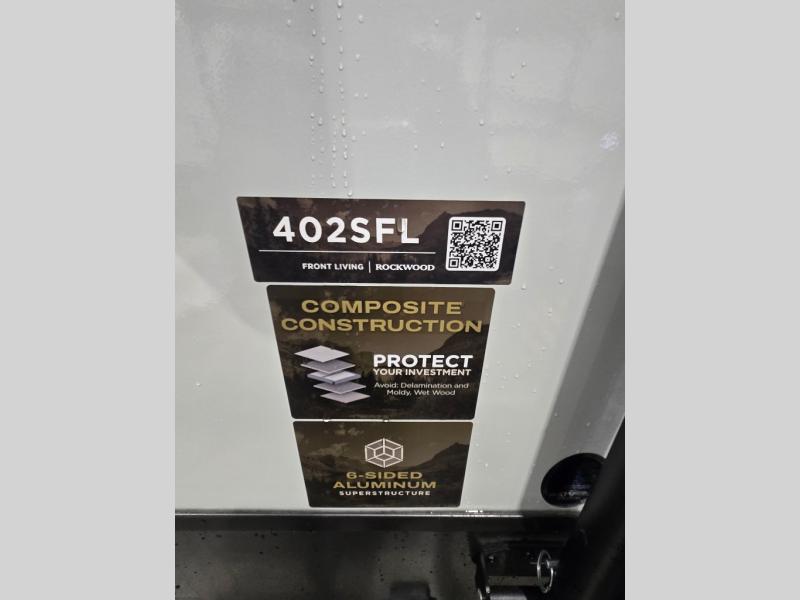 402SFL
FRONT LIVING | ROCKWOOD
COMPOSITE
CONSTRUCTION
PROTECT
YOUR INVESTMENT
Avoid: Delamination and
Moldy, Wet Wood
6-SIDED
ALUMINUM
SUPERSTRUCTURE